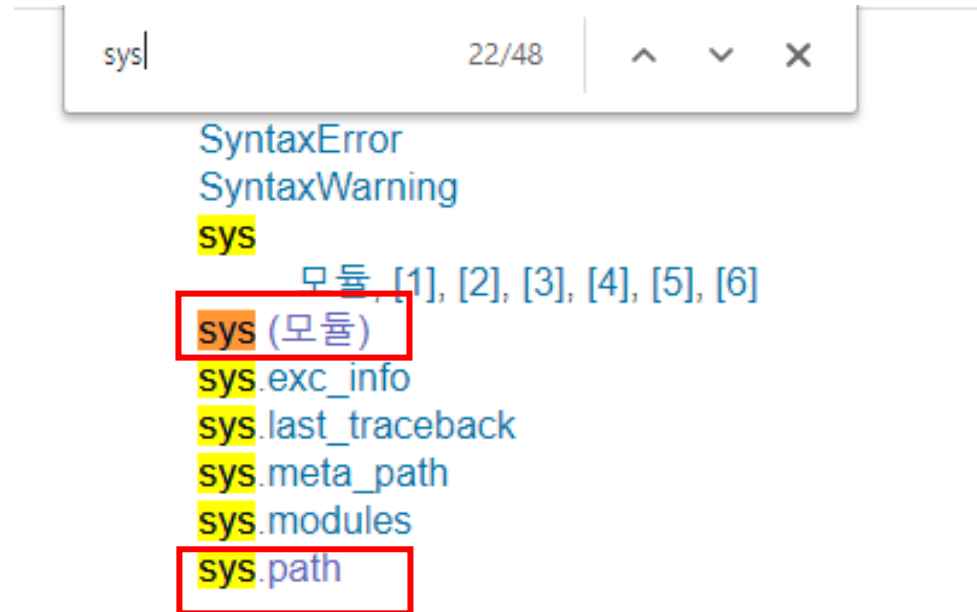 sys 22/48
SyntaxError
SyntaxWarning
sys
모듈, [1], [2], [3], [4], [5], [6]
sys (모듈)
sys.exc_info
sys.last_traceback
sys.meta_path
sys.modules
sys.path